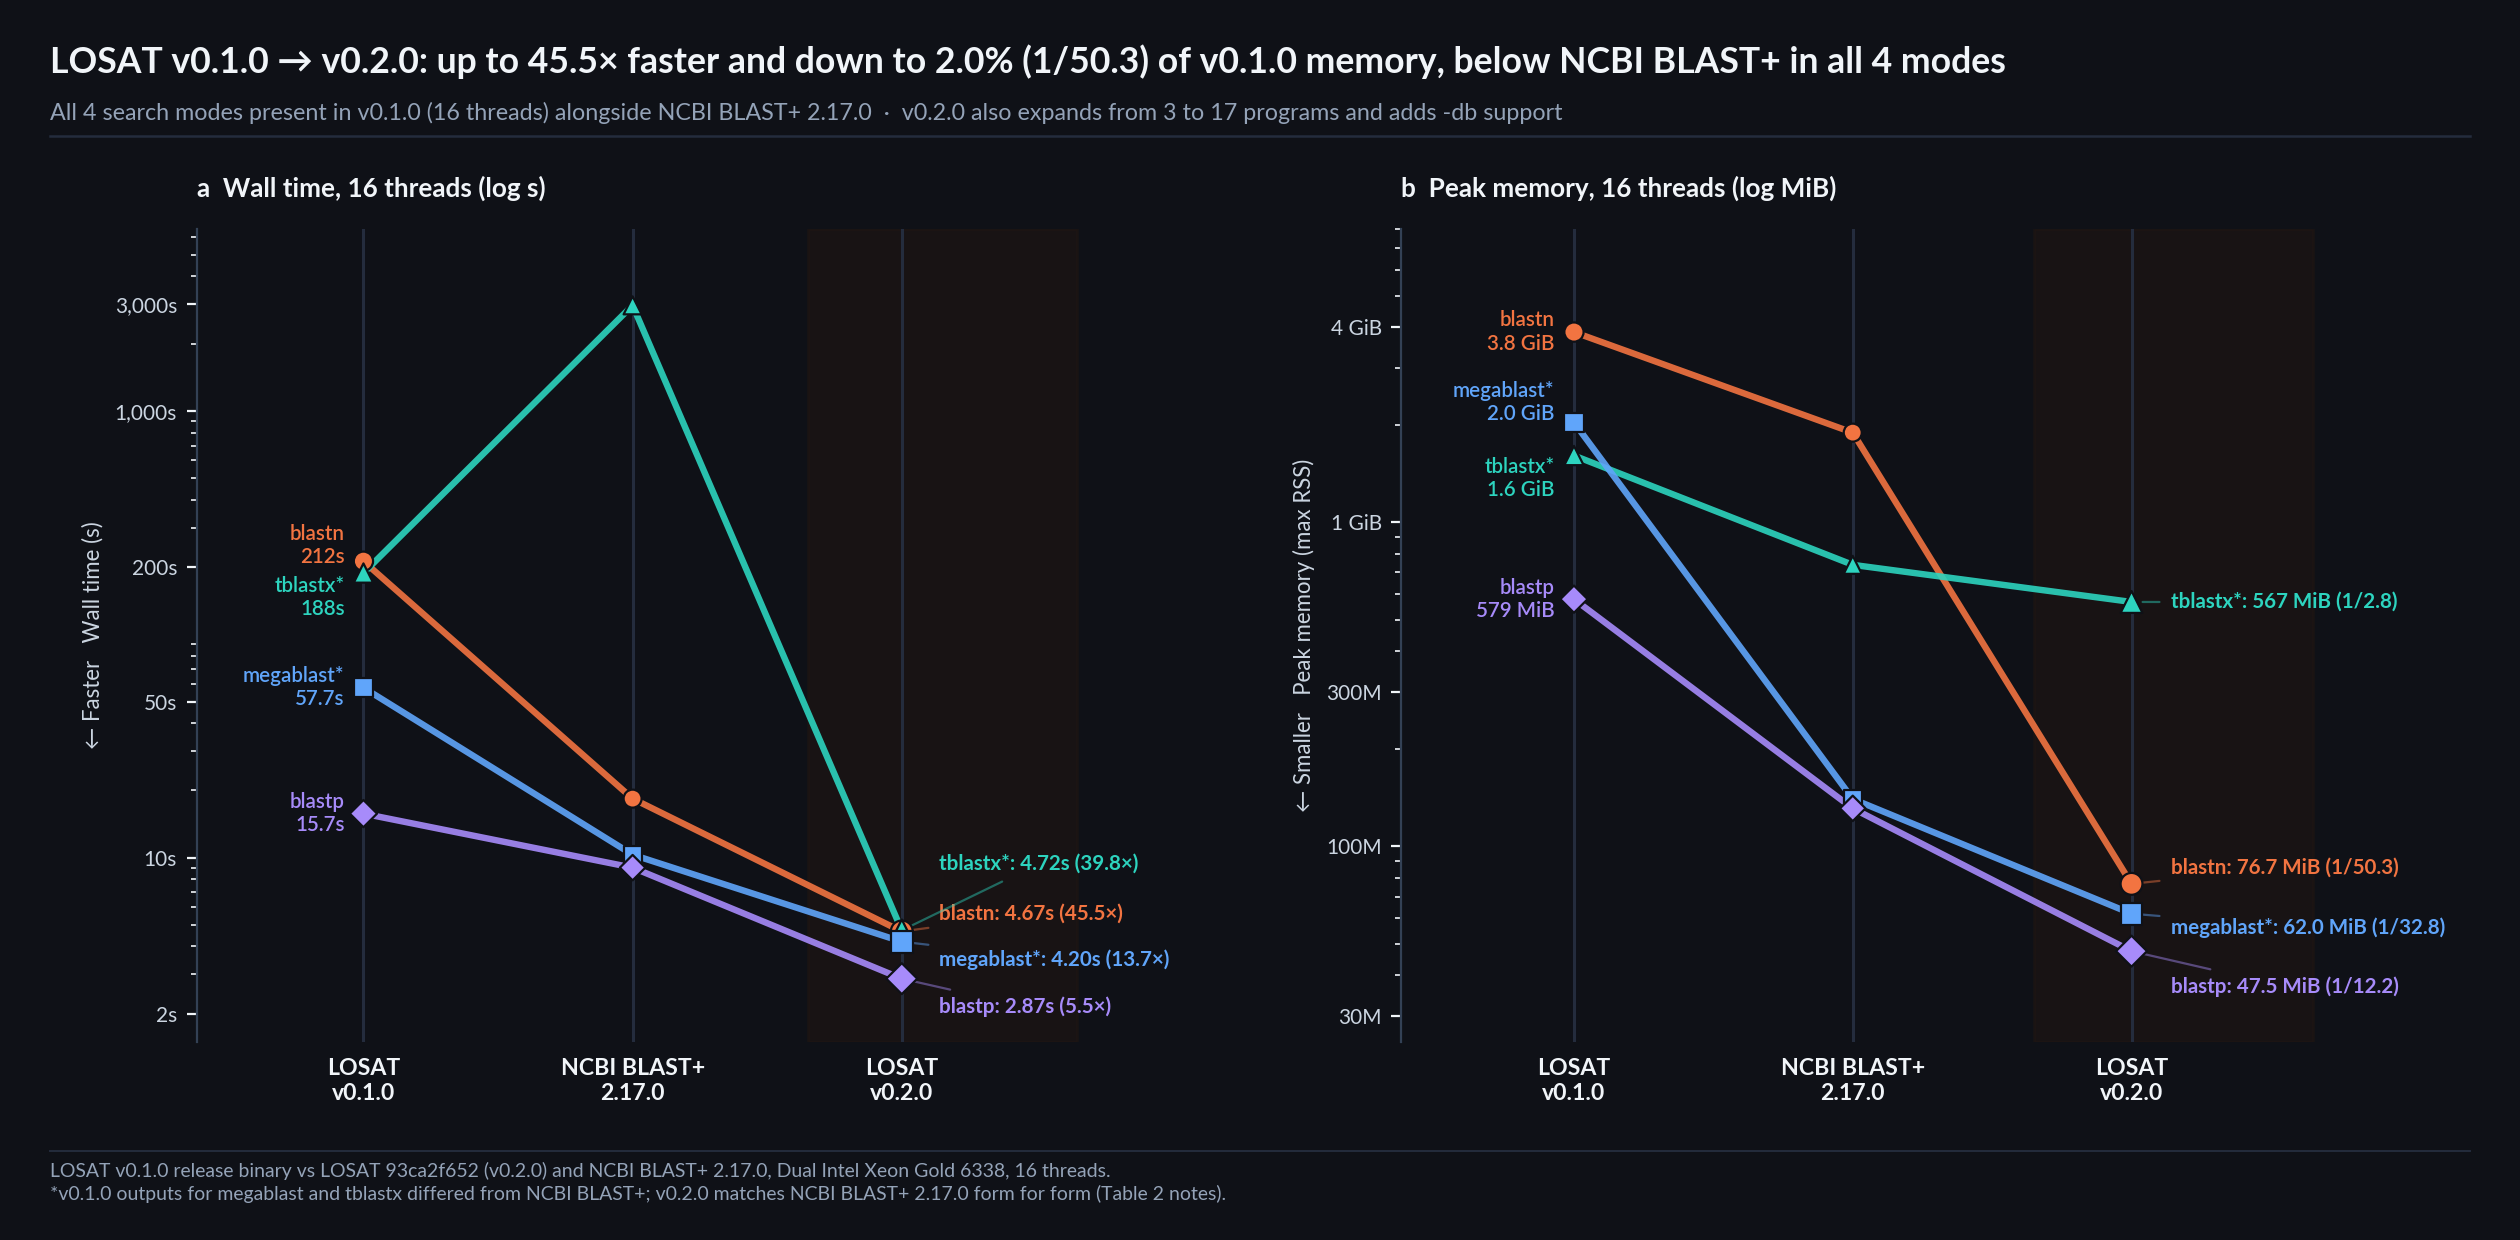 LOSAT v0.1.0 → v0.2.0: up to 45.5× faster and down to 2.0% (1/50.3) of v0.1.0 memory, below NCBI BLAST+ in all 4 modes
All 4 search modes present in v0.1.0 (16 threads) alongside NCBI BLAST+ 2.17.0 · v0.2.0 also expands from 3 to 17 programs and adds -db support
a Wall time, 16 threads (log s)
← Faster Wall time (s)
3,000s
1,000s
200s
50s
10s
2s
blastn
212s
tblastx*
188s
megablast*
57.7s
blastp
15.7s
tblastx*: 4.72s (39.8×)
blastn: 4.67s (45.5×)
megablast*: 4.20s (13.7×)
blastp: 2.87s (5.5×)
LOSAT
v0.1.0
NCBI BLAST+
2.17.0
LOSAT
v0.2.0
b Peak memory, 16 threads (log MiB)
← Smaller Peak memory (max RSS)
4 GiB
1 GiB
300M
100M
30M
blastn
3.8 GiB
megablast*
2.0 GiB
tblastx*
1.6 GiB
blastp
579 MiB
tblastx*: 567 MiB (1/2.8)
blastn: 76.7 MiB (1/50.3)
megablast*: 62.0 MiB (1/32.8)
blastp: 47.5 MiB (1/12.2)
LOSAT
v0.1.0
NCBI BLAST+
2.17.0
LOSAT
v0.2.0
LOSAT v0.1.0 release binary vs LOSAT 93ca2f652 (v0.2.0) and NCBI BLAST+ 2.17.0, Dual Intel Xeon Gold 6338, 16 threads.
*v0.1.0 outputs for megablast and tblastx differed from NCBI BLAST+; v0.2.0 matches NCBI BLAST+ 2.17.0 form for form (Table 2 notes).